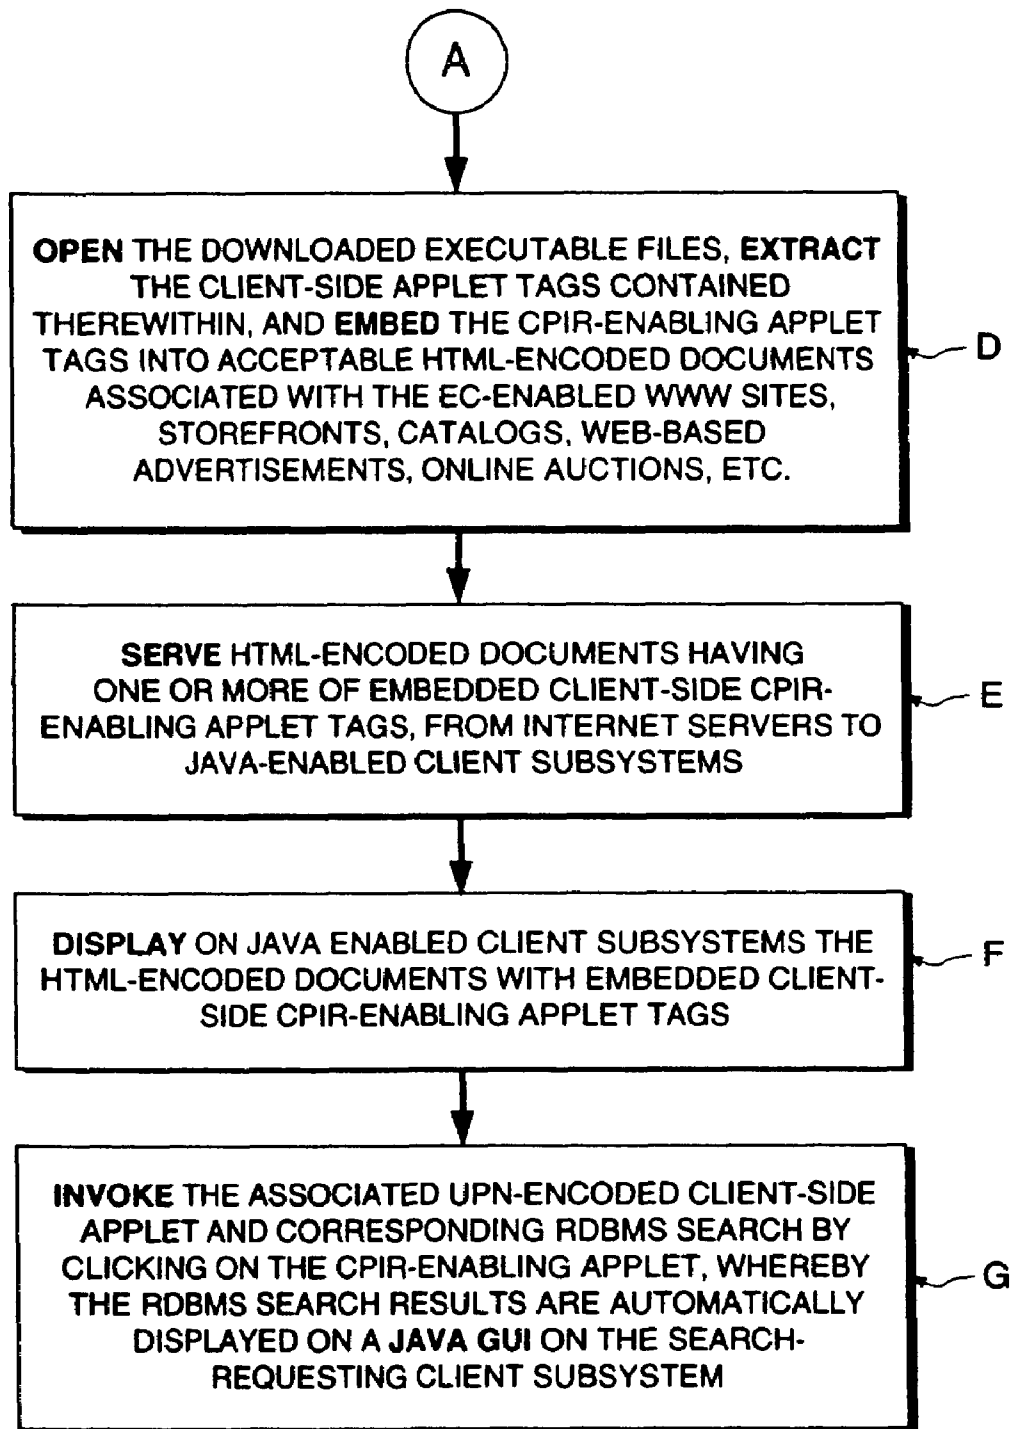 A
OPEN THE DOWNLOADED EXECUTABLE FILES, EXTRACT
THE CLIENT-SIDE APPLET TAGS CONTAINED
THEREWITHIN, AND EMBED THE CPIR-ENABLING APPLET
TAGS INTO ACCEPTABLE HTML-ENCODED DOCUMENTS
ASSOCIATED WITH THE EC-ENABLED WWW SITES,
STOREFRONTS, CATALOGS, WEB-BASED
ADVERTISEMENTS, ONLINE AUCTIONS, ETC.
D
SERVE HTML-ENCODED DOCUMENTS HAVING
ONE OR MORE OF EMBEDDED CLIENT-SIDE CPIR-
ENABLING APPLET TAGS, FROM INTERNET SERVERS TO
JAVA-ENABLED CLIENT SUBSYSTEMS
E
DISPLAY ON JAVA ENABLED CLIENT SUBSYSTEMS THE
HTML-ENCODED DOCUMENTS WITH EMBEDDED CLIENT-
SIDE CPIR-ENABLING APPLET TAGS
F
INVOKE THE ASSOCIATED UPN-ENCODED CLIENT-SIDE
APPLET AND CORRESPONDING RDBMS SEARCH BY
CLICKING ON THE CPIR-ENABLING APPLET, WHEREBY
THE RDBMS SEARCH RESULTS ARE AUTOMATICALLY
DISPLAYED ON A JAVA GUI ON THE SEARCH-
REQUESTING CLIENT SUBSYSTEM
G